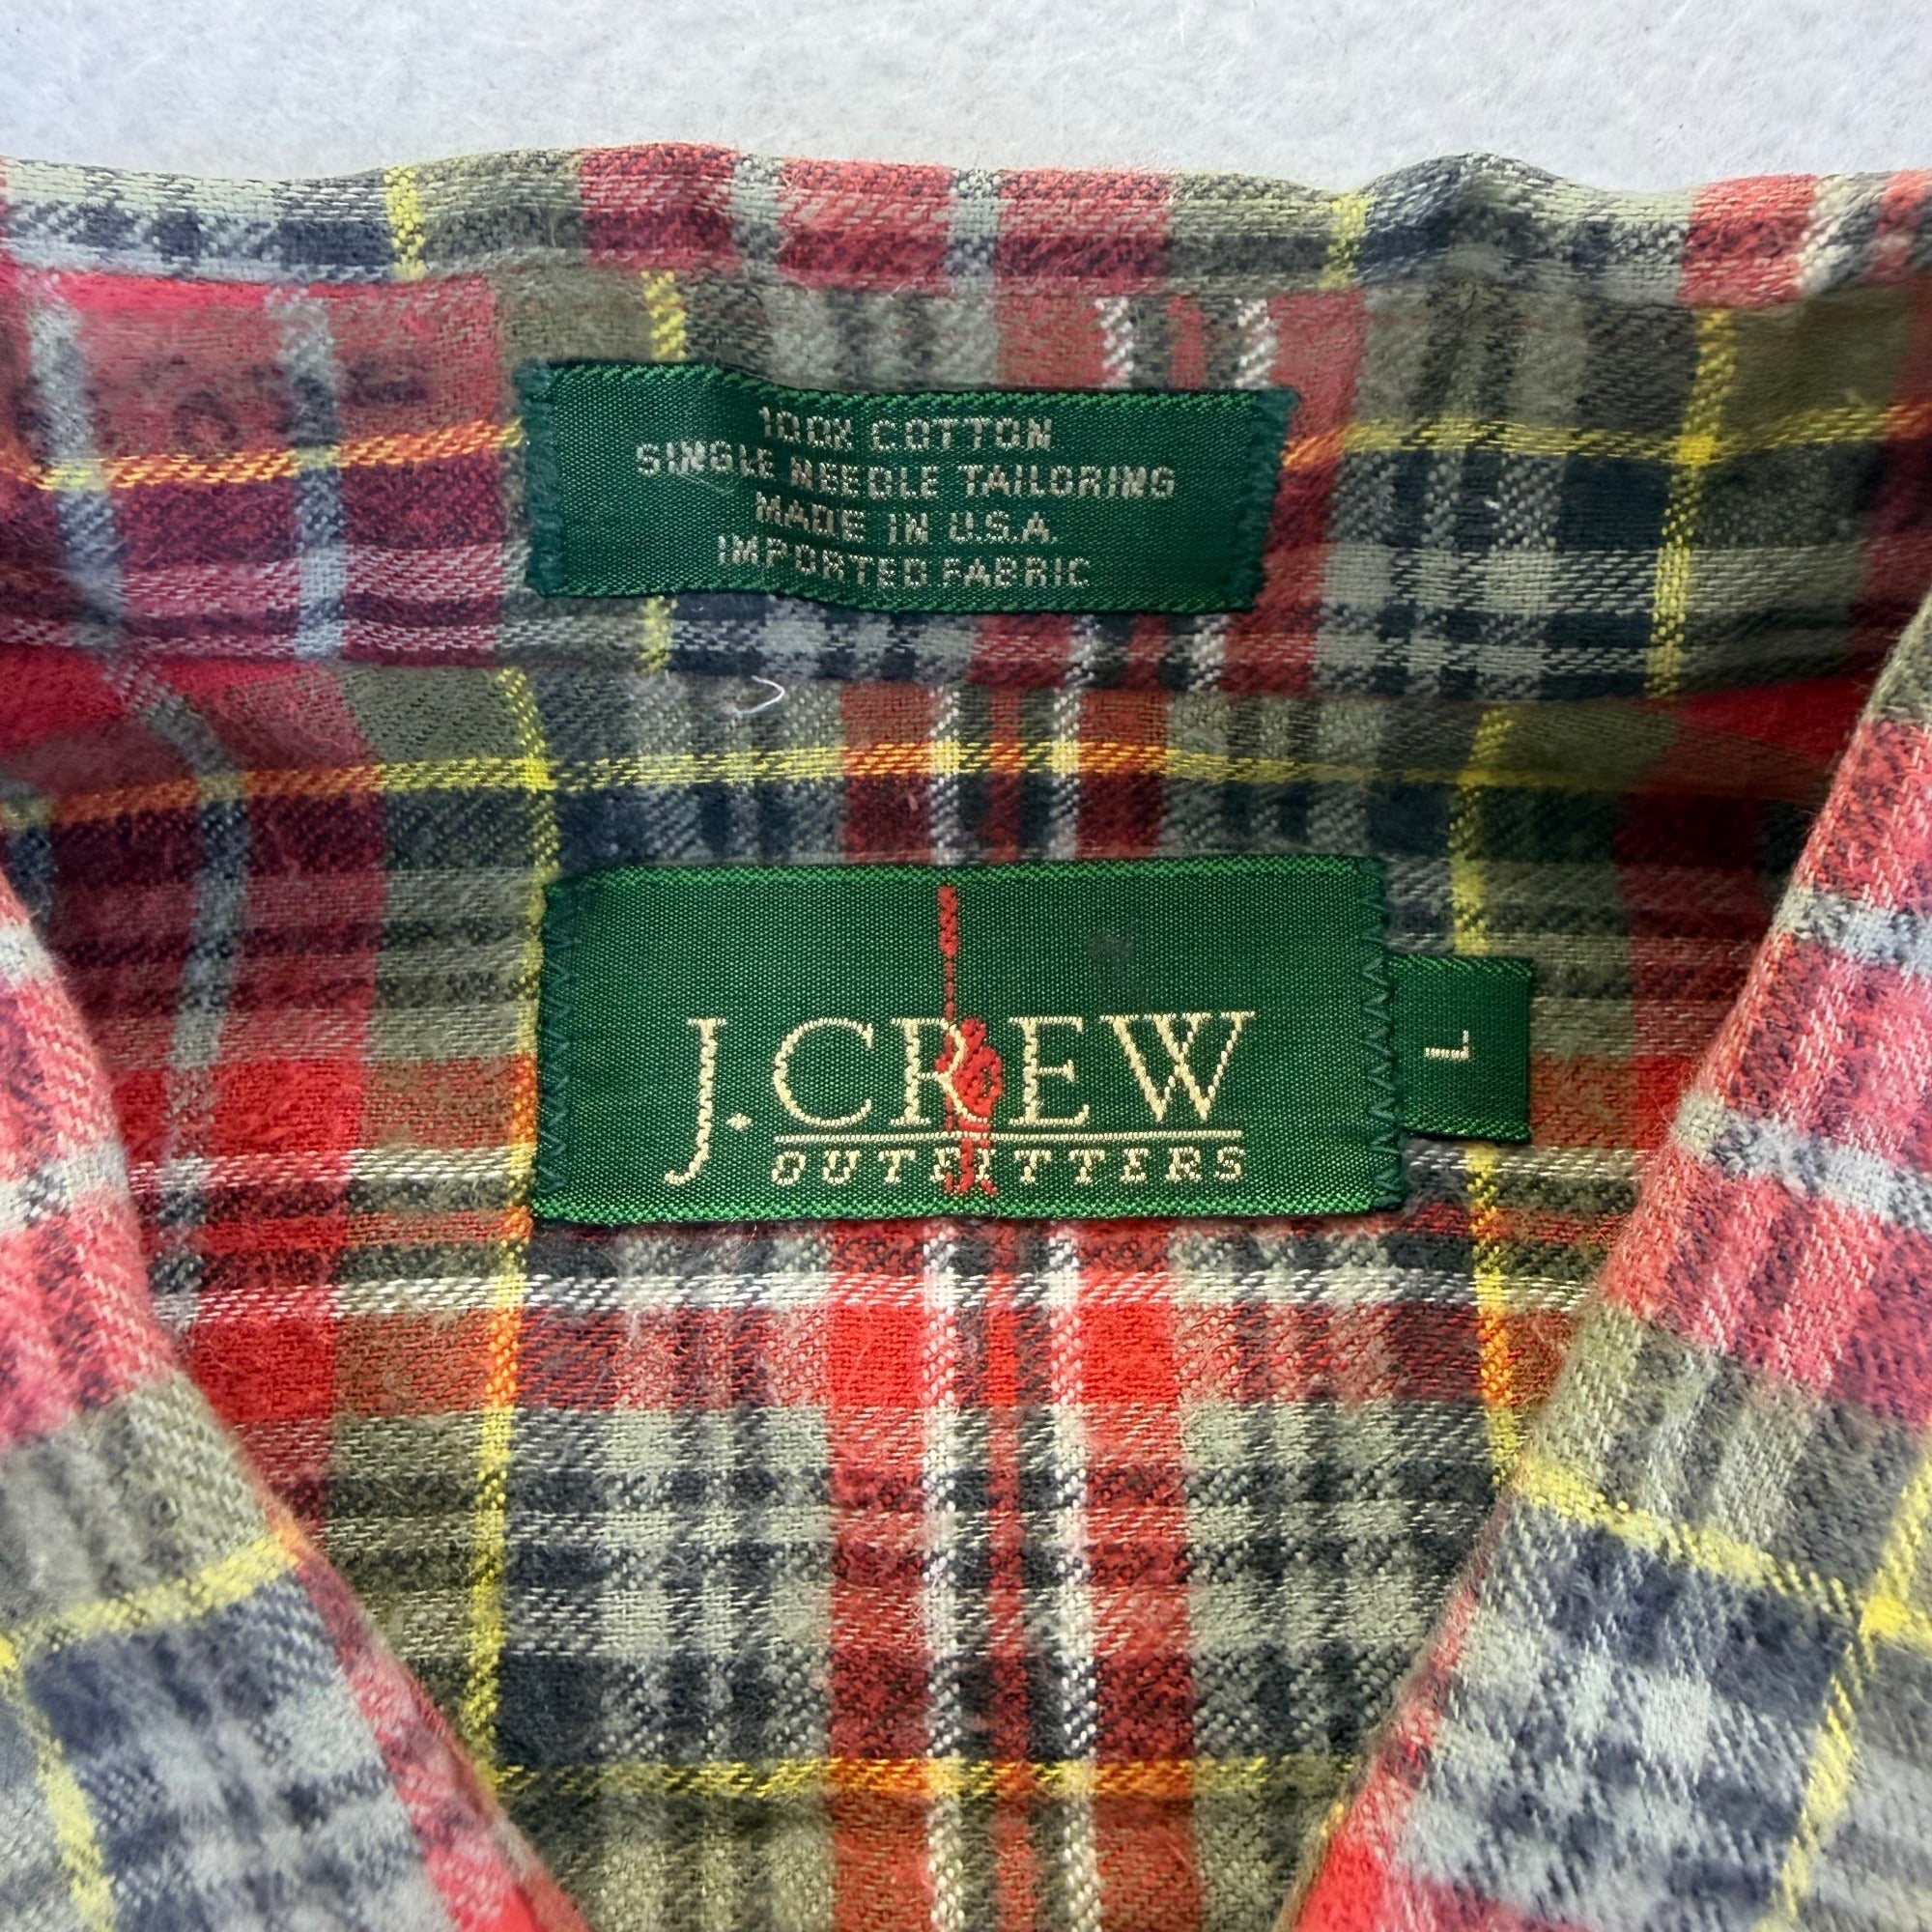 100% COTTON
SINGLE NEEDLE TAILORING
MADE IN U.S.A.
IMPORTED FABRIC
J.CREW
OUTFITTERS
L